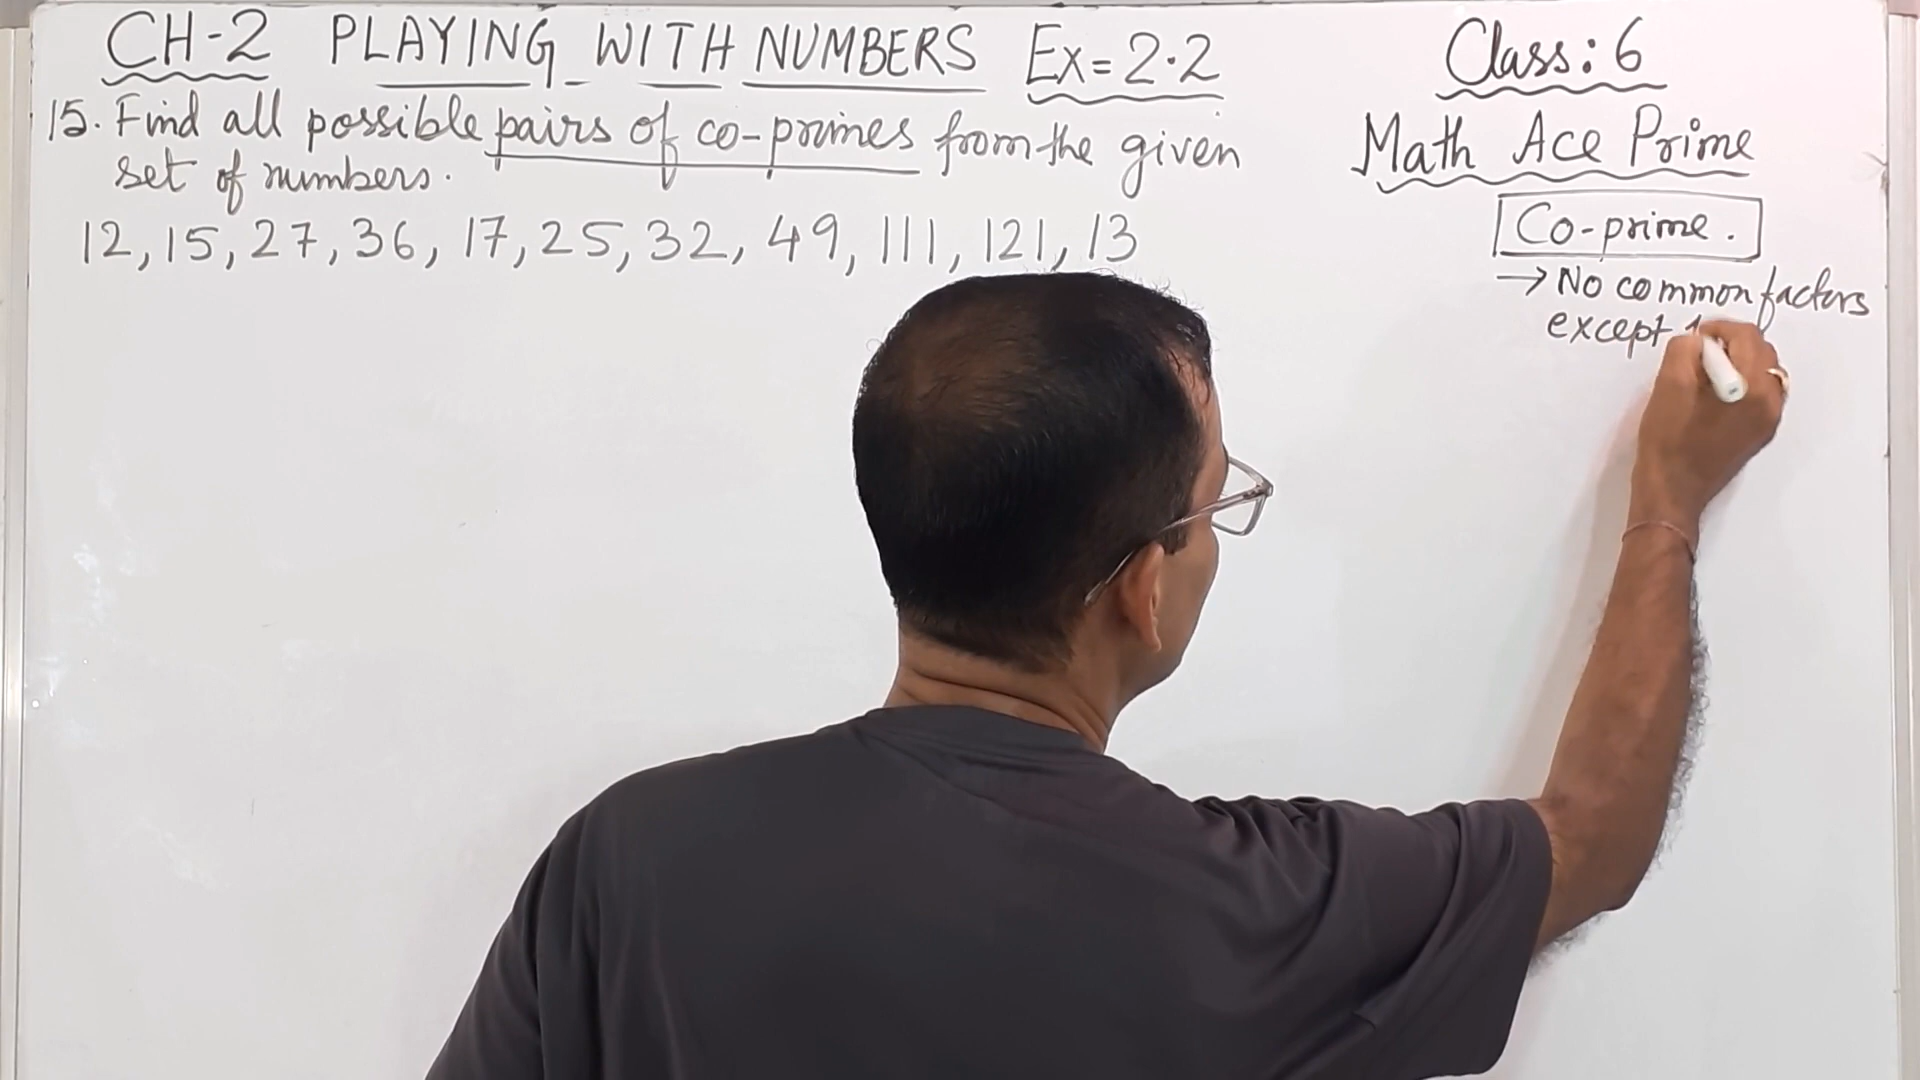 CH-2 PLAYING WITH NUMBERS Ex=2.2
15. Find all possible pairs of co-primes from the given
set of numbers.
12, 15, 27, 36, 17, 25, 32, 49, 111, 121, 13
Class: 6
Math Ace Prime
Co-prime.
→ No common factors
except